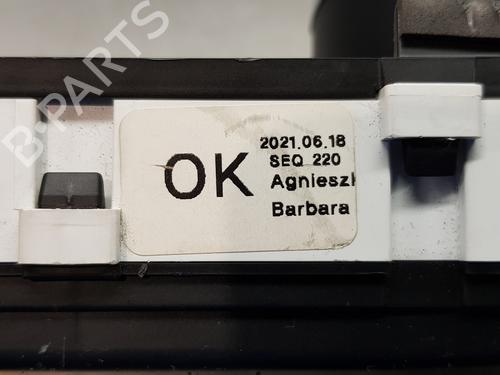 B-PARTS
OK
2021.06.18
SEQ 220
Agnieszk
Barbara